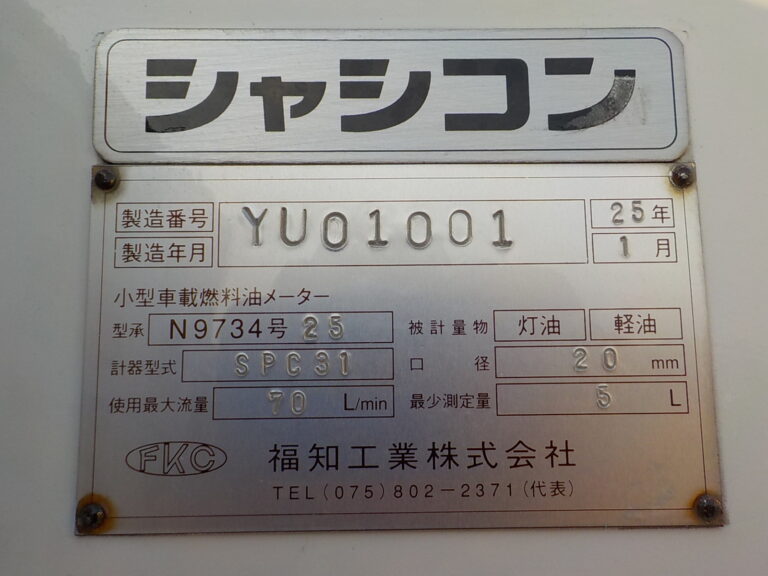 シャシコン
製造番号 YU01001 25年
製造年月 1月
小型車載燃料油メーター
型承 N9734号25 被計量物 灯油 軽油
計器型式 SPC31 口径 20 mm
使用最大流量 70 L/min 最少測定量 5 L
FKC 福知工業株式会社
TEL(075)802-2371(代表)